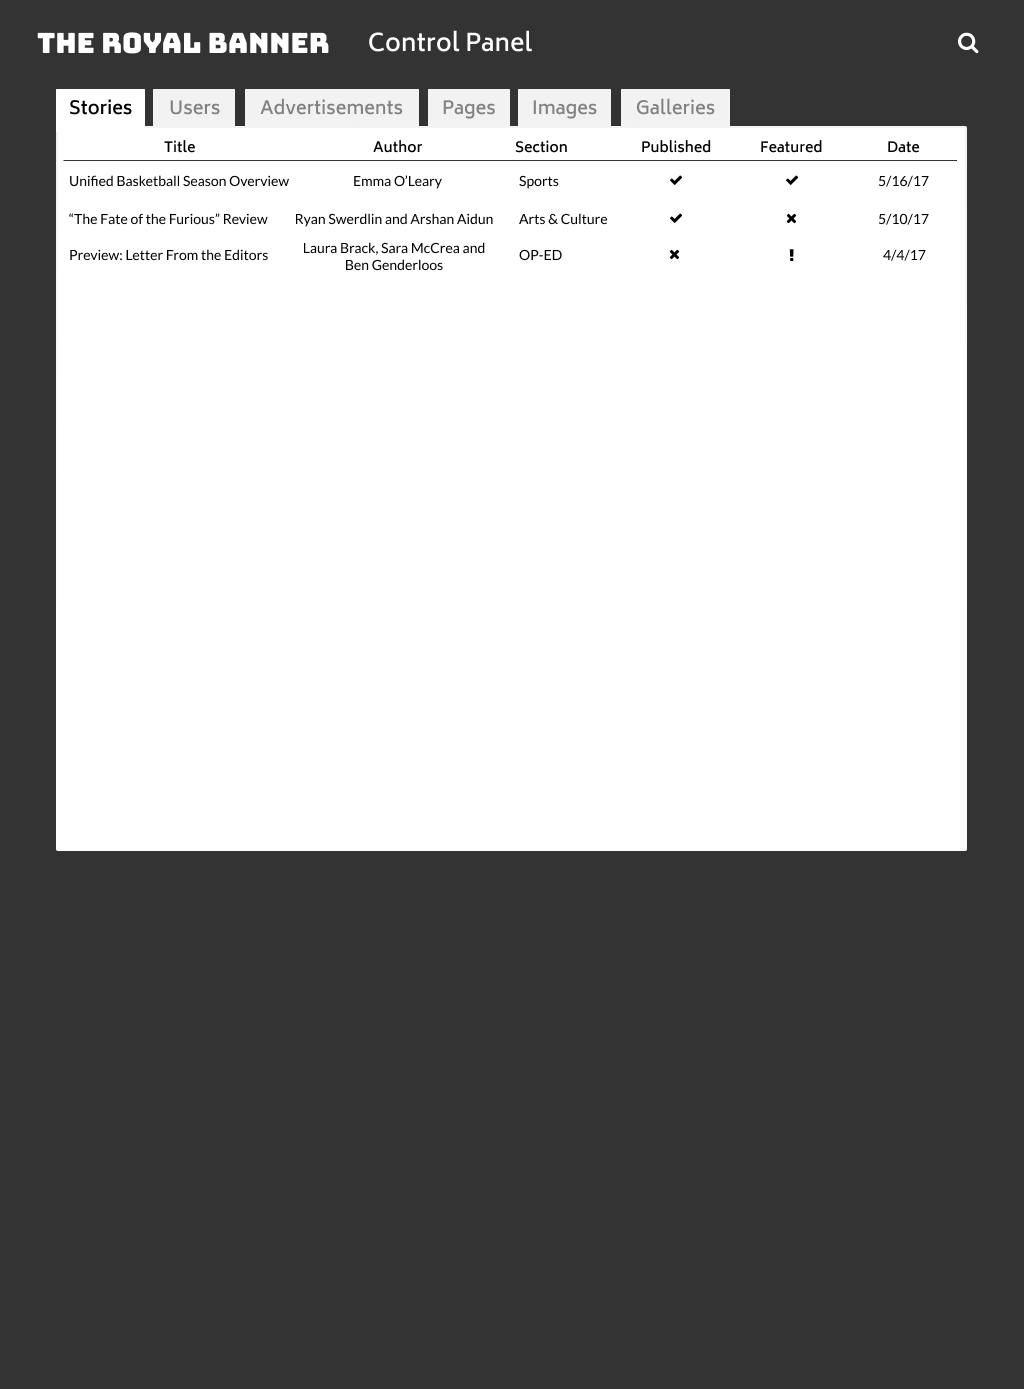 THE ROYAL BANNER Control Panel
Stories Users Advertisements Pages Images Galleries
Title Author Section Published Featured Date
Unified Basketball Season Overview Emma O’Leary Sports ✔ ✔ 5/16/17
“The Fate of the Furious” Review Ryan Swerdlin and Arshan Aidun Arts & Culture ✔ ✖ 5/10/17
Preview: Letter From the Editors Laura Brack, Sara McCrea and OP-ED ✖ ! 4/4/17
Ben Genderloos